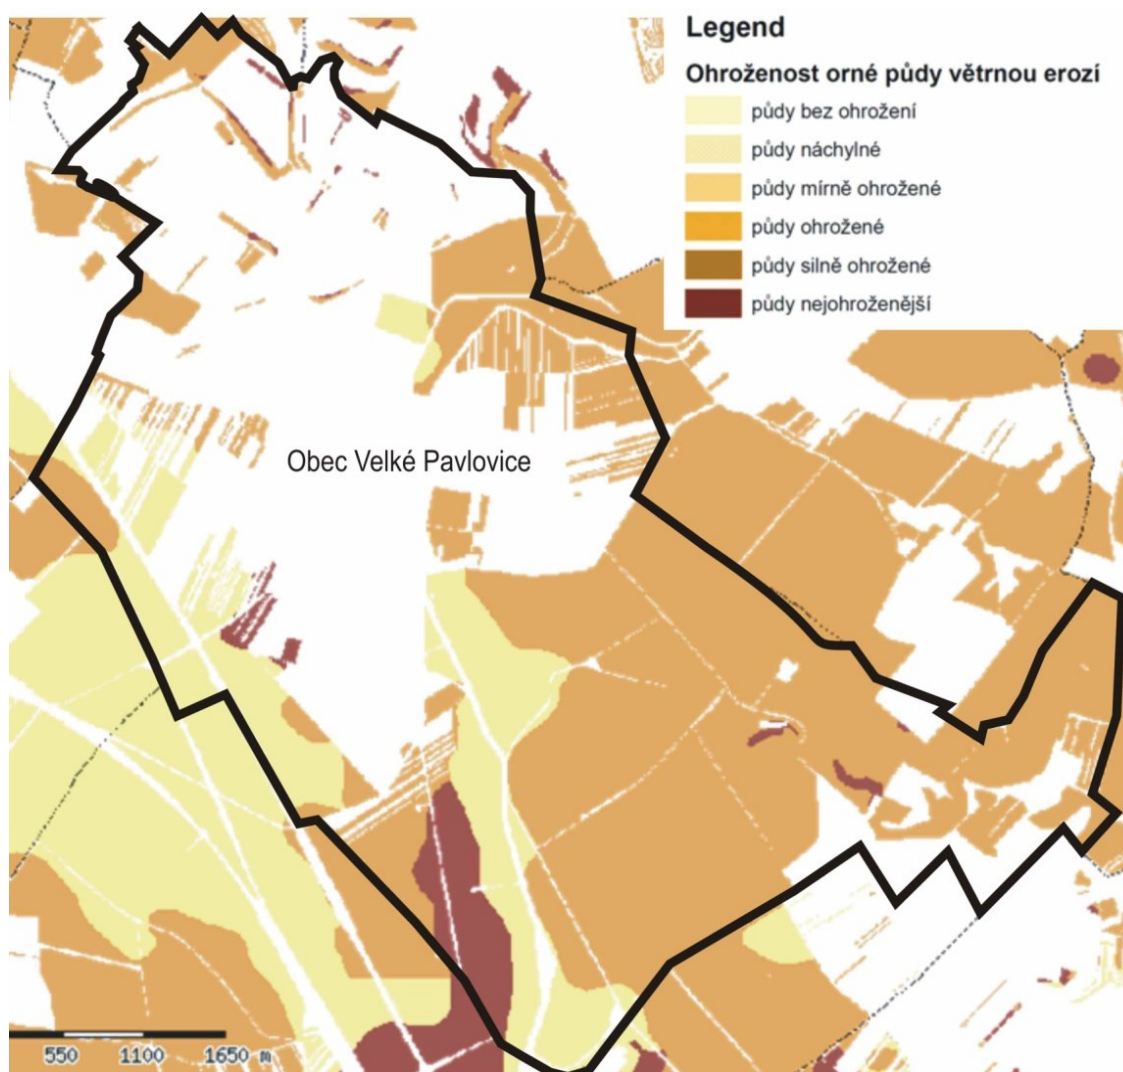 Legend
Ohroženost orné půdy větrnou erozí
půdy bez ohrožení
půdy náchylné
půdy mírně ohrožené
půdy ohrožené
půdy silně ohrožené
půdy nejohroženější
Obec Velké Pavlovice
550 1100 1650 m